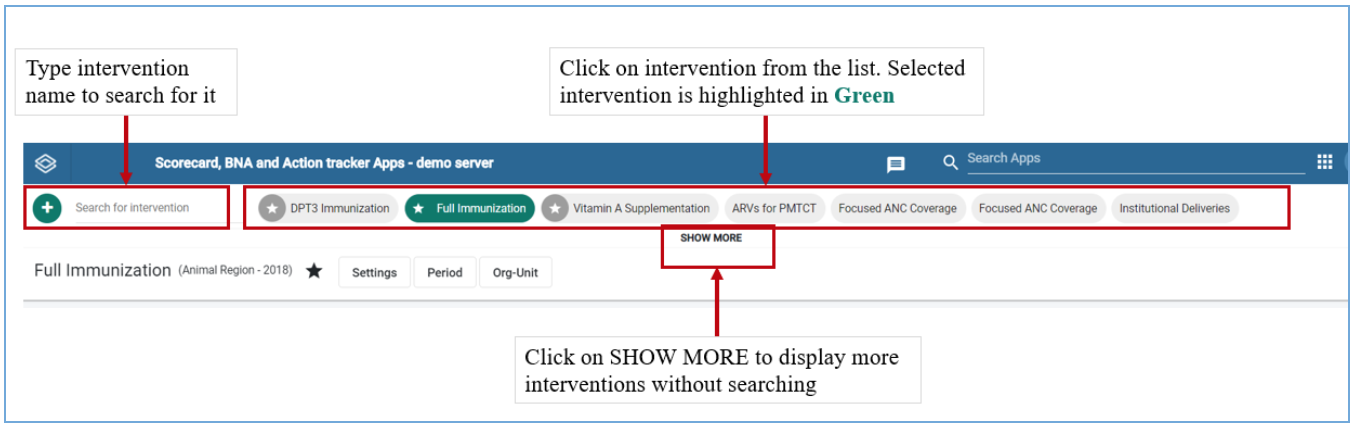 Type intervention
name to search for it
Click on intervention from the list. Selected
intervention is highlighted in Green
Scorecard, BNA and Action tracker Apps - demo server
Search Apps
Search for intervention
DPT3 Immunization
Full Immunization
Vitamin A Supplementation
ARVs for PMTCT
Focused ANC Coverage
Focused ANC Coverage
Institutional Deliveries
SHOW MORE
Full Immunization (Animal Region - 2018)
Settings
Period
Org-Unit
Click on SHOW MORE to display more
interventions without searching